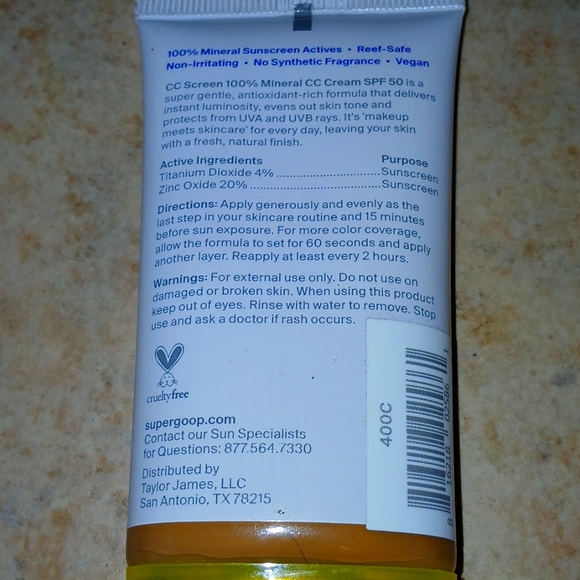 100% Mineral Sunscreen Actives • Reef-Safe
Non-Irritating • No Synthetic Fragrance • Vegan
CC Screen 100% Mineral CC Cream SPF 50 is a
super gentle, antioxidant-rich formula that delivers
instant luminosity, evens out skin tone and
protects from UVA and UVB rays. It's 'makeup
meets skincare' for every day, leaving your skin
with a fresh, natural finish.
Active Ingredients Purpose
Titanium Dioxide 4% ................................Sunscreen
Zinc Oxide 20% ........................................Sunscreen
Directions: Apply generously and evenly as the
last step in your skincare routine and 15 minutes
before sun exposure. For more color coverage,
allow the formula to set for 60 seconds and apply
another layer. Reapply at least every 2 hours.
Warnings: For external use only. Do not use on
damaged or broken skin. When using this product
keep out of eyes. Rinse with water to remove. Stop
use and ask a doctor if rash occurs.
crueltyfree
supergoop.com
Contact our Sun Specialists
for Questions: 877.564.7330
Distributed by
Taylor James, LLC
San Antonio, TX 78215
400C